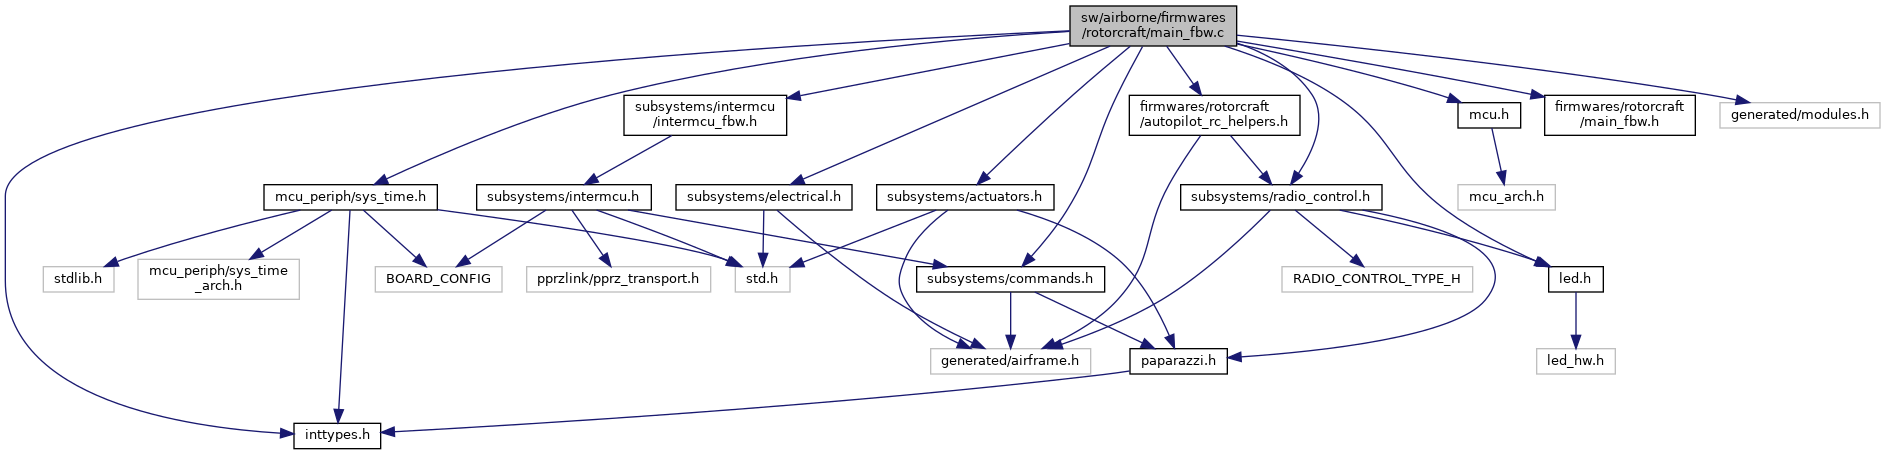 sw/airborne/firmwares
/rotorcraft/main_fbw.c
subsystems/intermcu
/intermcu_fbw.h
firmwares/rotorcraft
/autopilot_rc_helpers.h
mcu.h
firmwares/rotorcraft
/main_fbw.h
generated/modules.h
mcu_periph/sys_time.h
subsystems/intermcu.h
subsystems/electrical.h
subsystems/actuators.h
subsystems/radio_control.h
mcu_arch.h
stdlib.h
mcu_periph/sys_time
_arch.h
BOARD_CONFIG
pprzlink/pprz_transport.h
std.h
subsystems/commands.h
RADIO_CONTROL_TYPE_H
led.h
generated/airframe.h
paparazzi.h
led_hw.h
inttypes.h